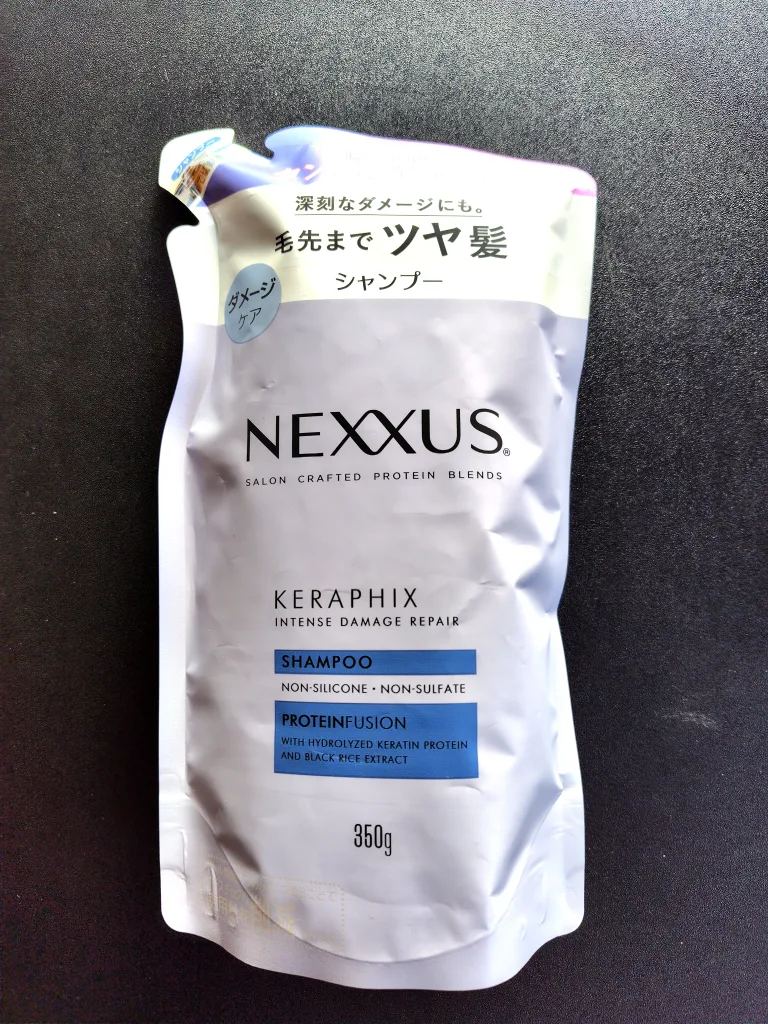 深刻なダメージにも。
毛先まで ツヤ髪
シャンプー
ダメージ
ケア
NEXXUS®
SALON CRAFTED PROTEIN BLENDS
KERAPHIX
INTENSE DAMAGE REPAIR
SHAMPOO
NON-SILICONE • NON-SULFATE
PROTEINFUSION
WITH HYDROLYZED KERATIN PROTEIN
AND BLACK RICE EXTRACT
350g